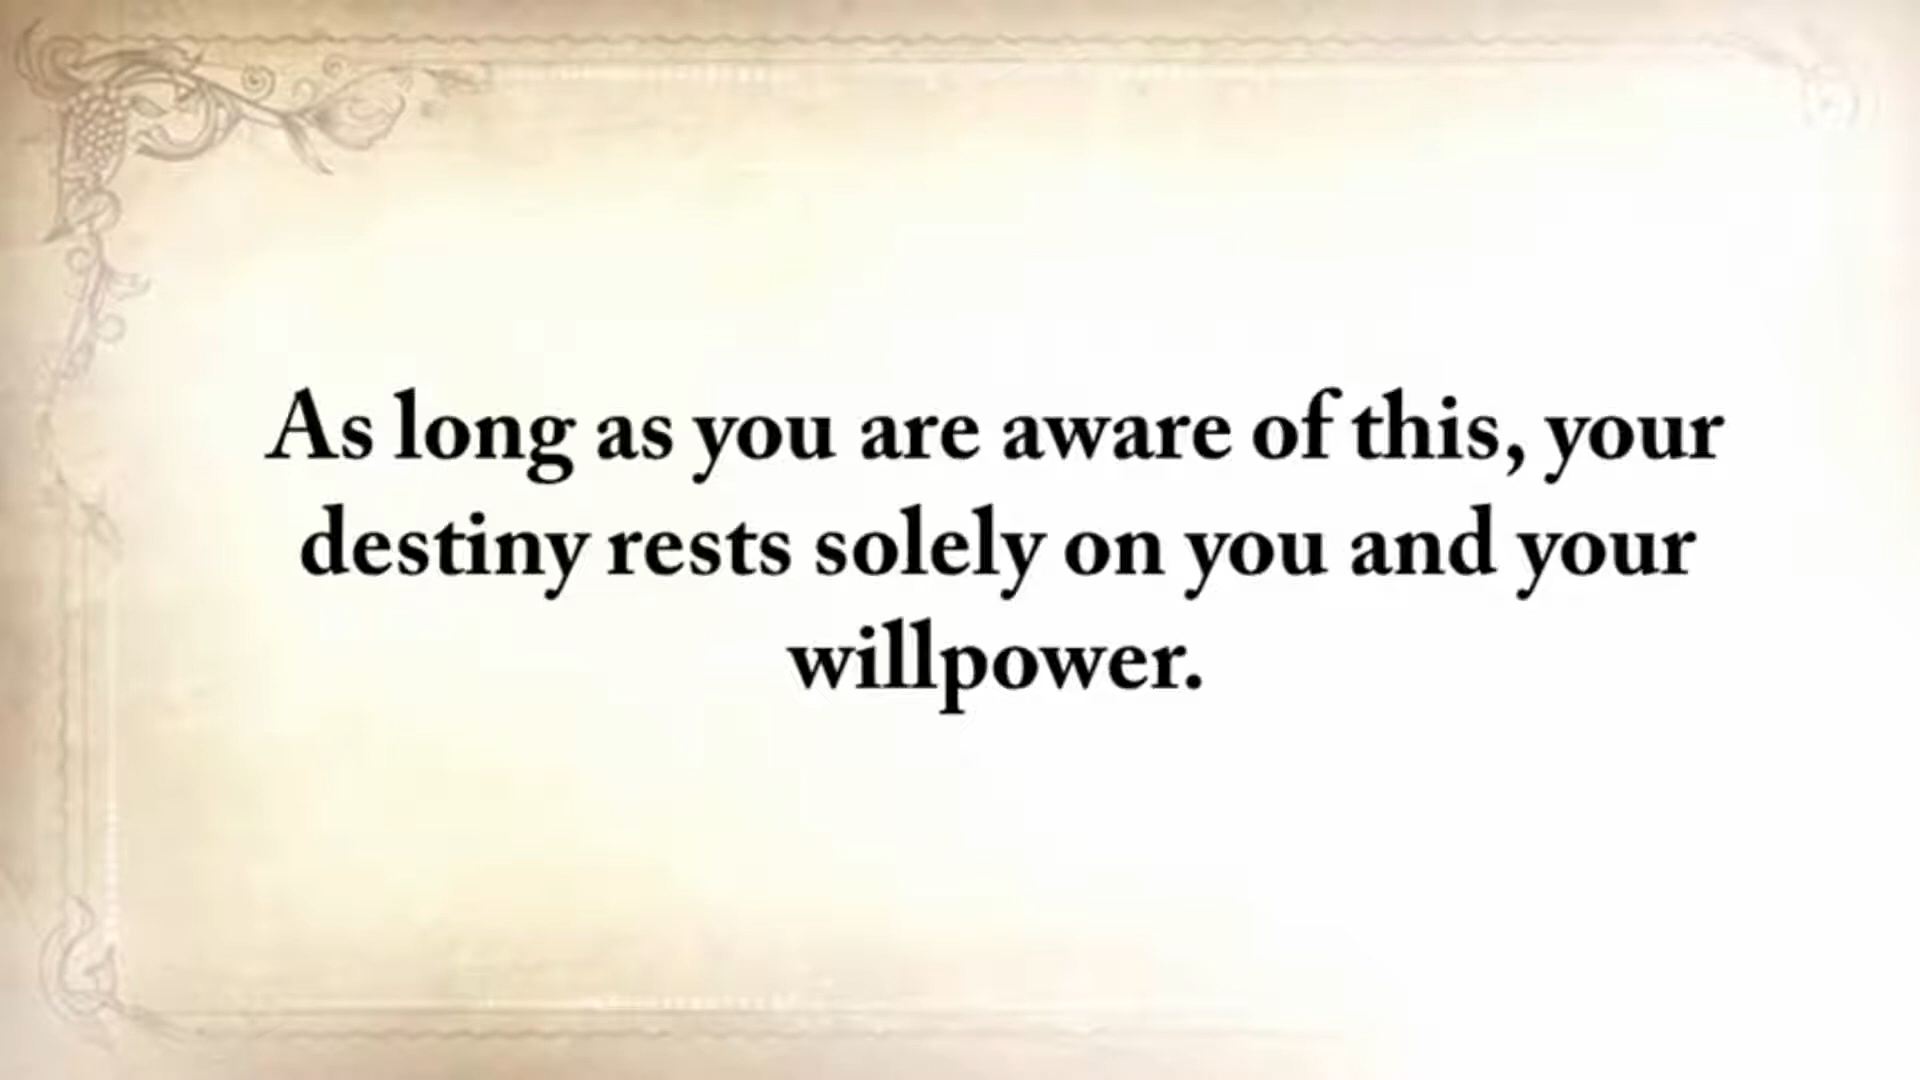 As long as you are aware of this, your
destiny rests solely on you and your
willpower.